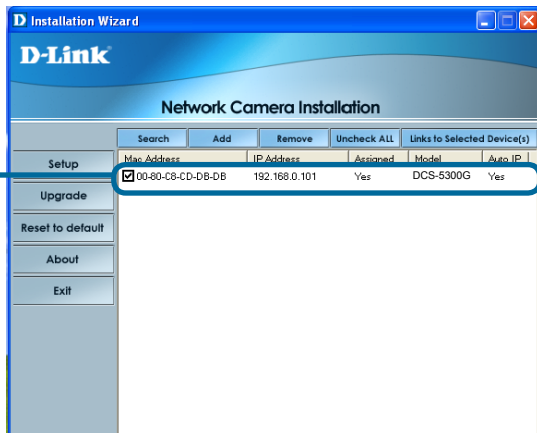 D Installation Wizard
D-Link
Network Camera Installation
Search Add Remove Uncheck ALL Links to Selected Device(s)
Mac Address IP Address Assigned Model Auto IP
00-80-C8-CD-DB-DB 192.168.0.101 Yes DCS-5300G Yes
Setup
Upgrade
Reset to default
About
Exit